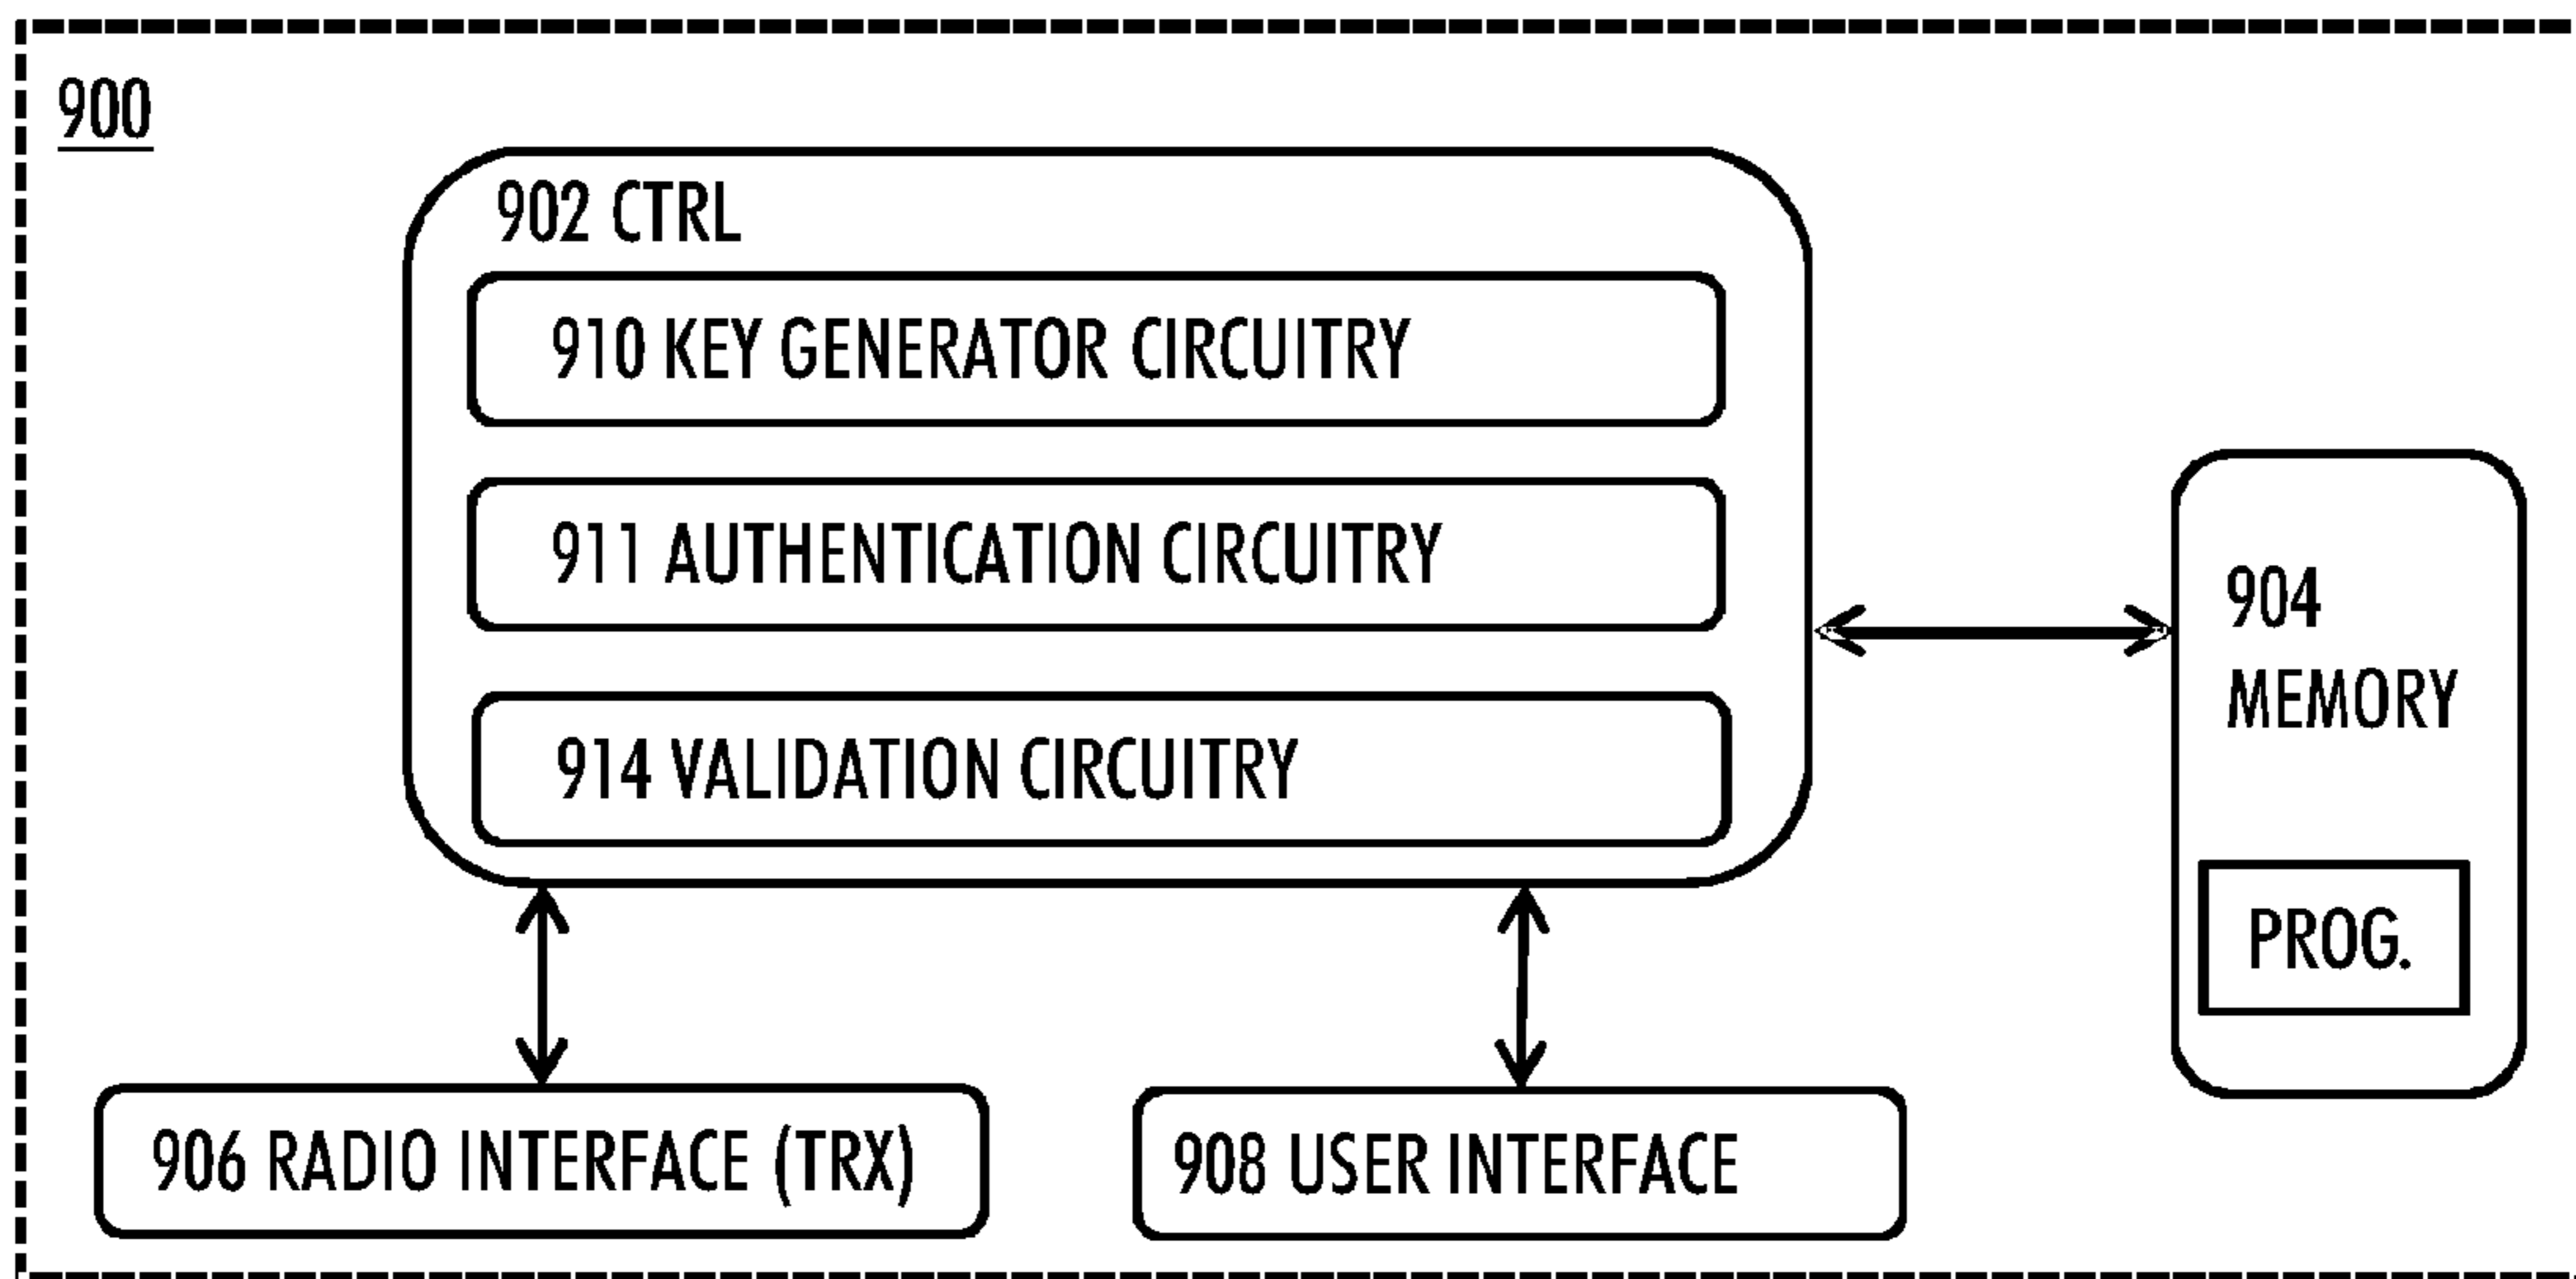 900
902 CTRL
910 KEY GENERATOR CIRCUITRY
911 AUTHENTICATION CIRCUITRY
914 VALIDATION CIRCUITRY
904
MEMORY
PROG.
906 RADIO INTERFACE (TRX)
908 USER INTERFACE